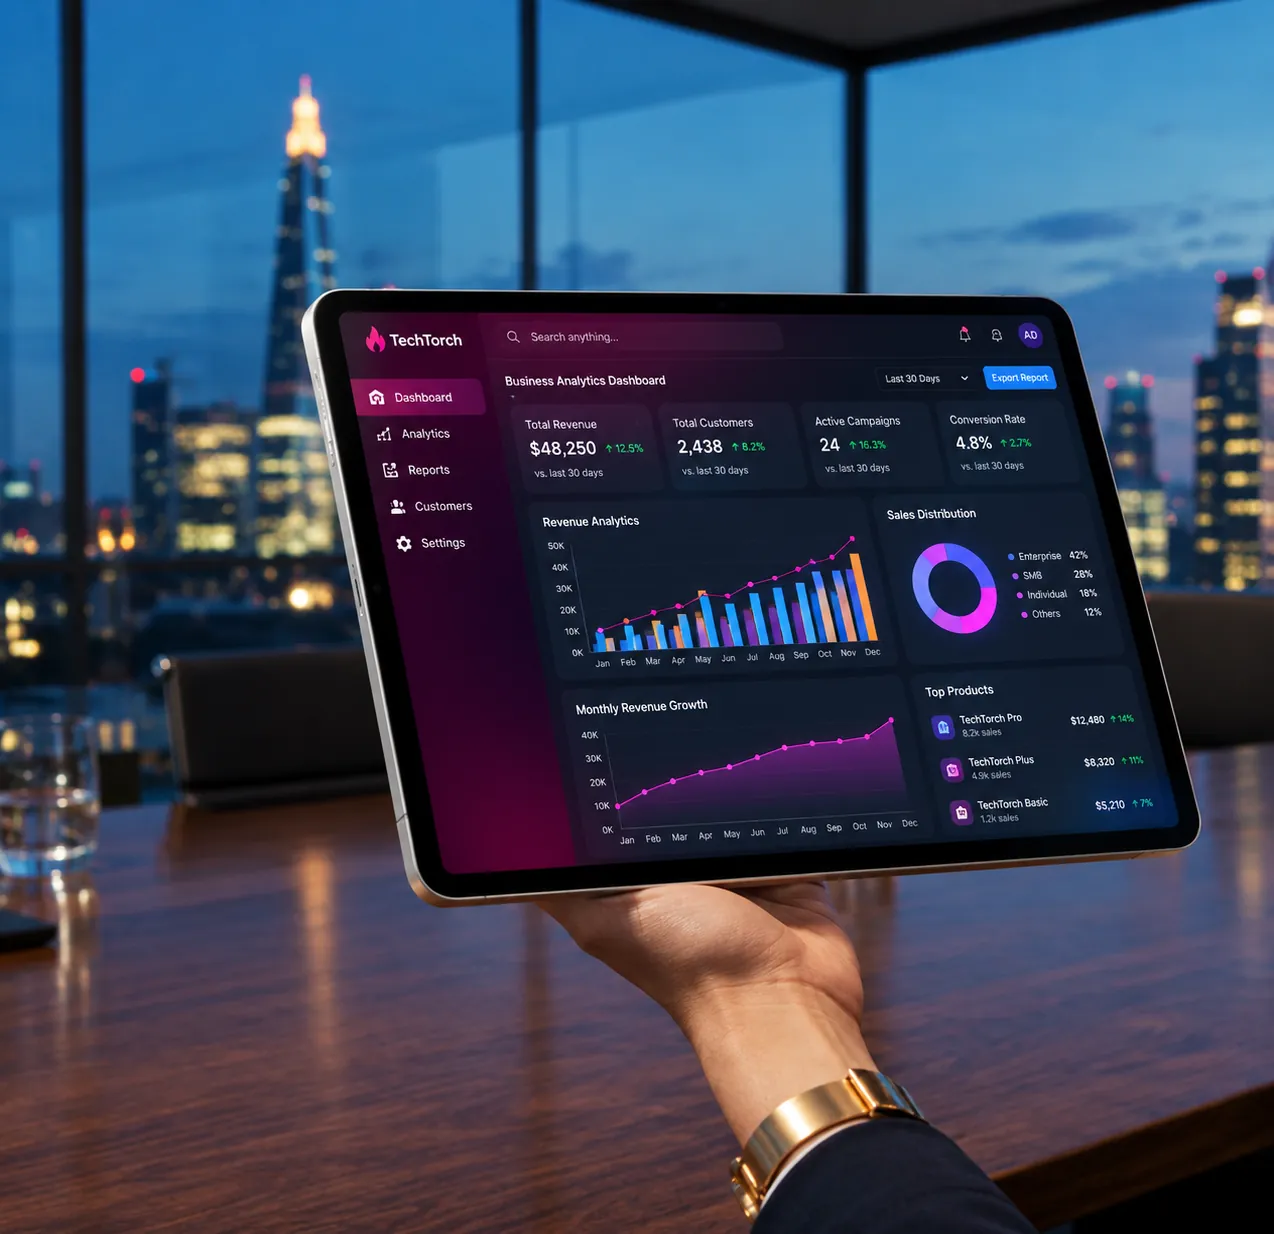 TechTorch
Search anything...
AD
Dashboard
Analytics
Reports
Customers
Settings
Business Analytics Dashboard
Last 30 Days
Export Report
Total Revenue
$48,250 ↑ 12.5%
vs. last 30 days
Total Customers
2,438 ↑ 8.2%
vs. last 30 days
Active Campaigns
24 ↑ 16.3%
vs. last 30 days
Conversion Rate
4.8% ↑ 2.7%
vs. last 30 days
Revenue Analytics
50K
40K
30K
20K
10K
0K
Jan Feb Mar Apr May Jun Jul Aug Sep Oct Nov Dec
Sales Distribution
Enterprise 42%
SMB 28%
Individual 18%
Others 12%
Monthly Revenue Growth
40K
30K
20K
10K
0K
Jan Feb Mar Apr May Jun Jul Aug Sep Oct Nov Dec
Top Products
TechTorch Pro
8.2k sales
$12,480 ↑ 14%
TechTorch Plus
4.9k sales
$8,320 ↑ 11%
TechTorch Basic
1.2k sales
$5,210 ↑ 7%